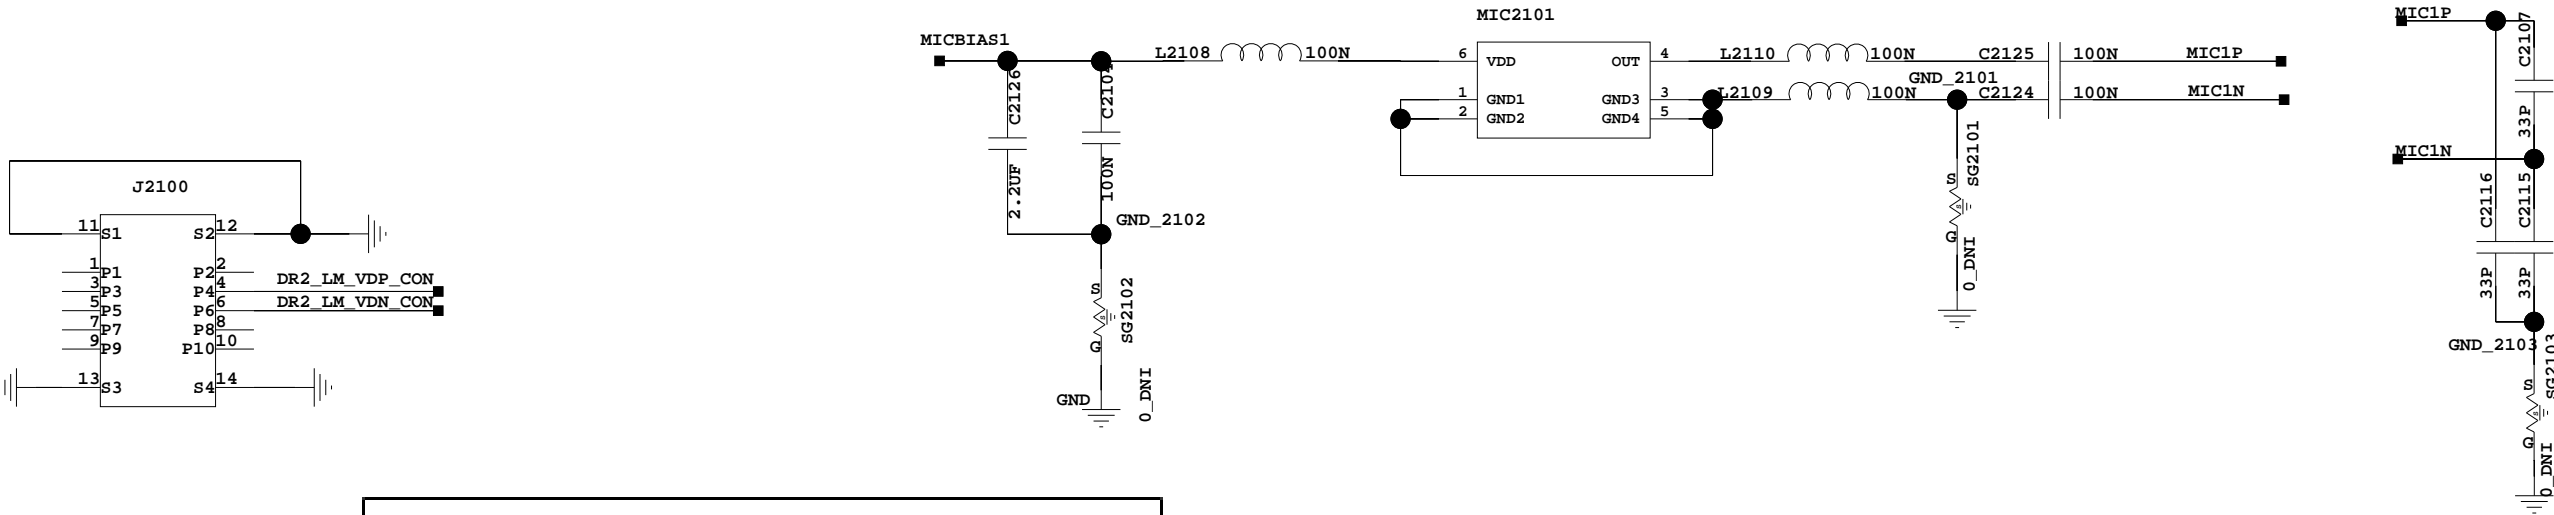 J2100
11 S1
S2 12
1 P1
P2 2
3 P3
P4 4
DR2_LM_VDP_CON
5 P5
P6 6
DR2_LM_VDN_CON
7 P7
P8 8
9 P9
P10 10
13 S3
S4 14
MICBIAS1
C2126
2.2UF
100N
GND_2102
S
SG2102
G
GND
0_DNI
L2108
100N
MIC2101
6 VDD
OUT 4
1 GND1
GND3 3
2 GND2
GND4 5
L2110
100N
C2125
100N
MIC1P
L2109
100N
GND_2101
C2124
100N
MIC1N
S
SG2101
G
0_DNI
MIC1P
C2107
33P
MIC1N
C2116
C2115
33P
33P
GND_2103
S
SG2103
G
0_DNI